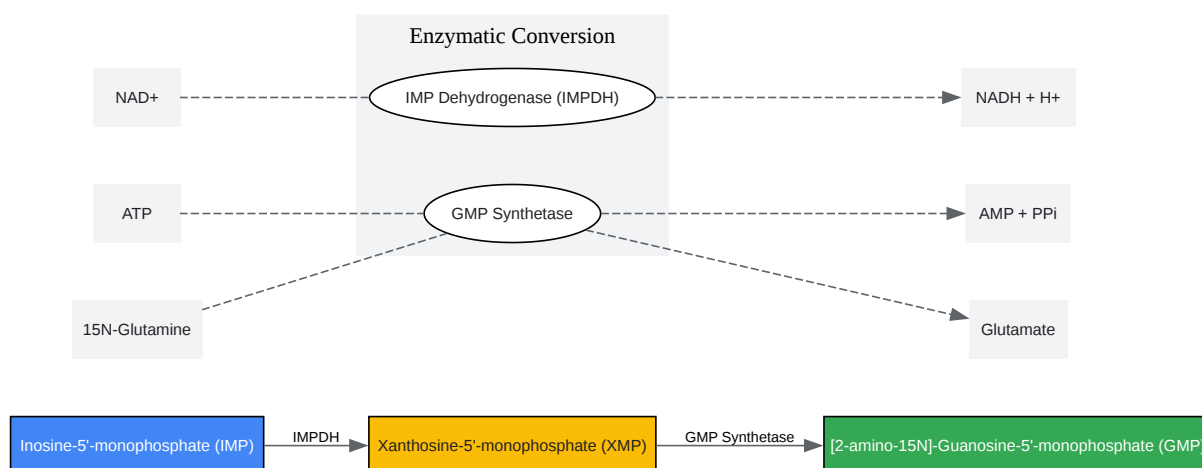 Enzymatic Conversion
NAD+
IMP Dehydrogenase (IMPDH)
NADH + H+
ATP
GMP Synthetase
AMP + PPi
15N-Glutamine
Glutamate
Inosine-5'-monophosphate (IMP)
IMPDH
Xanthosine-5'-monophosphate (XMP)
GMP Synthetase
[2-amino-15N]-Guanosine-5'-monophosphate (GMP)